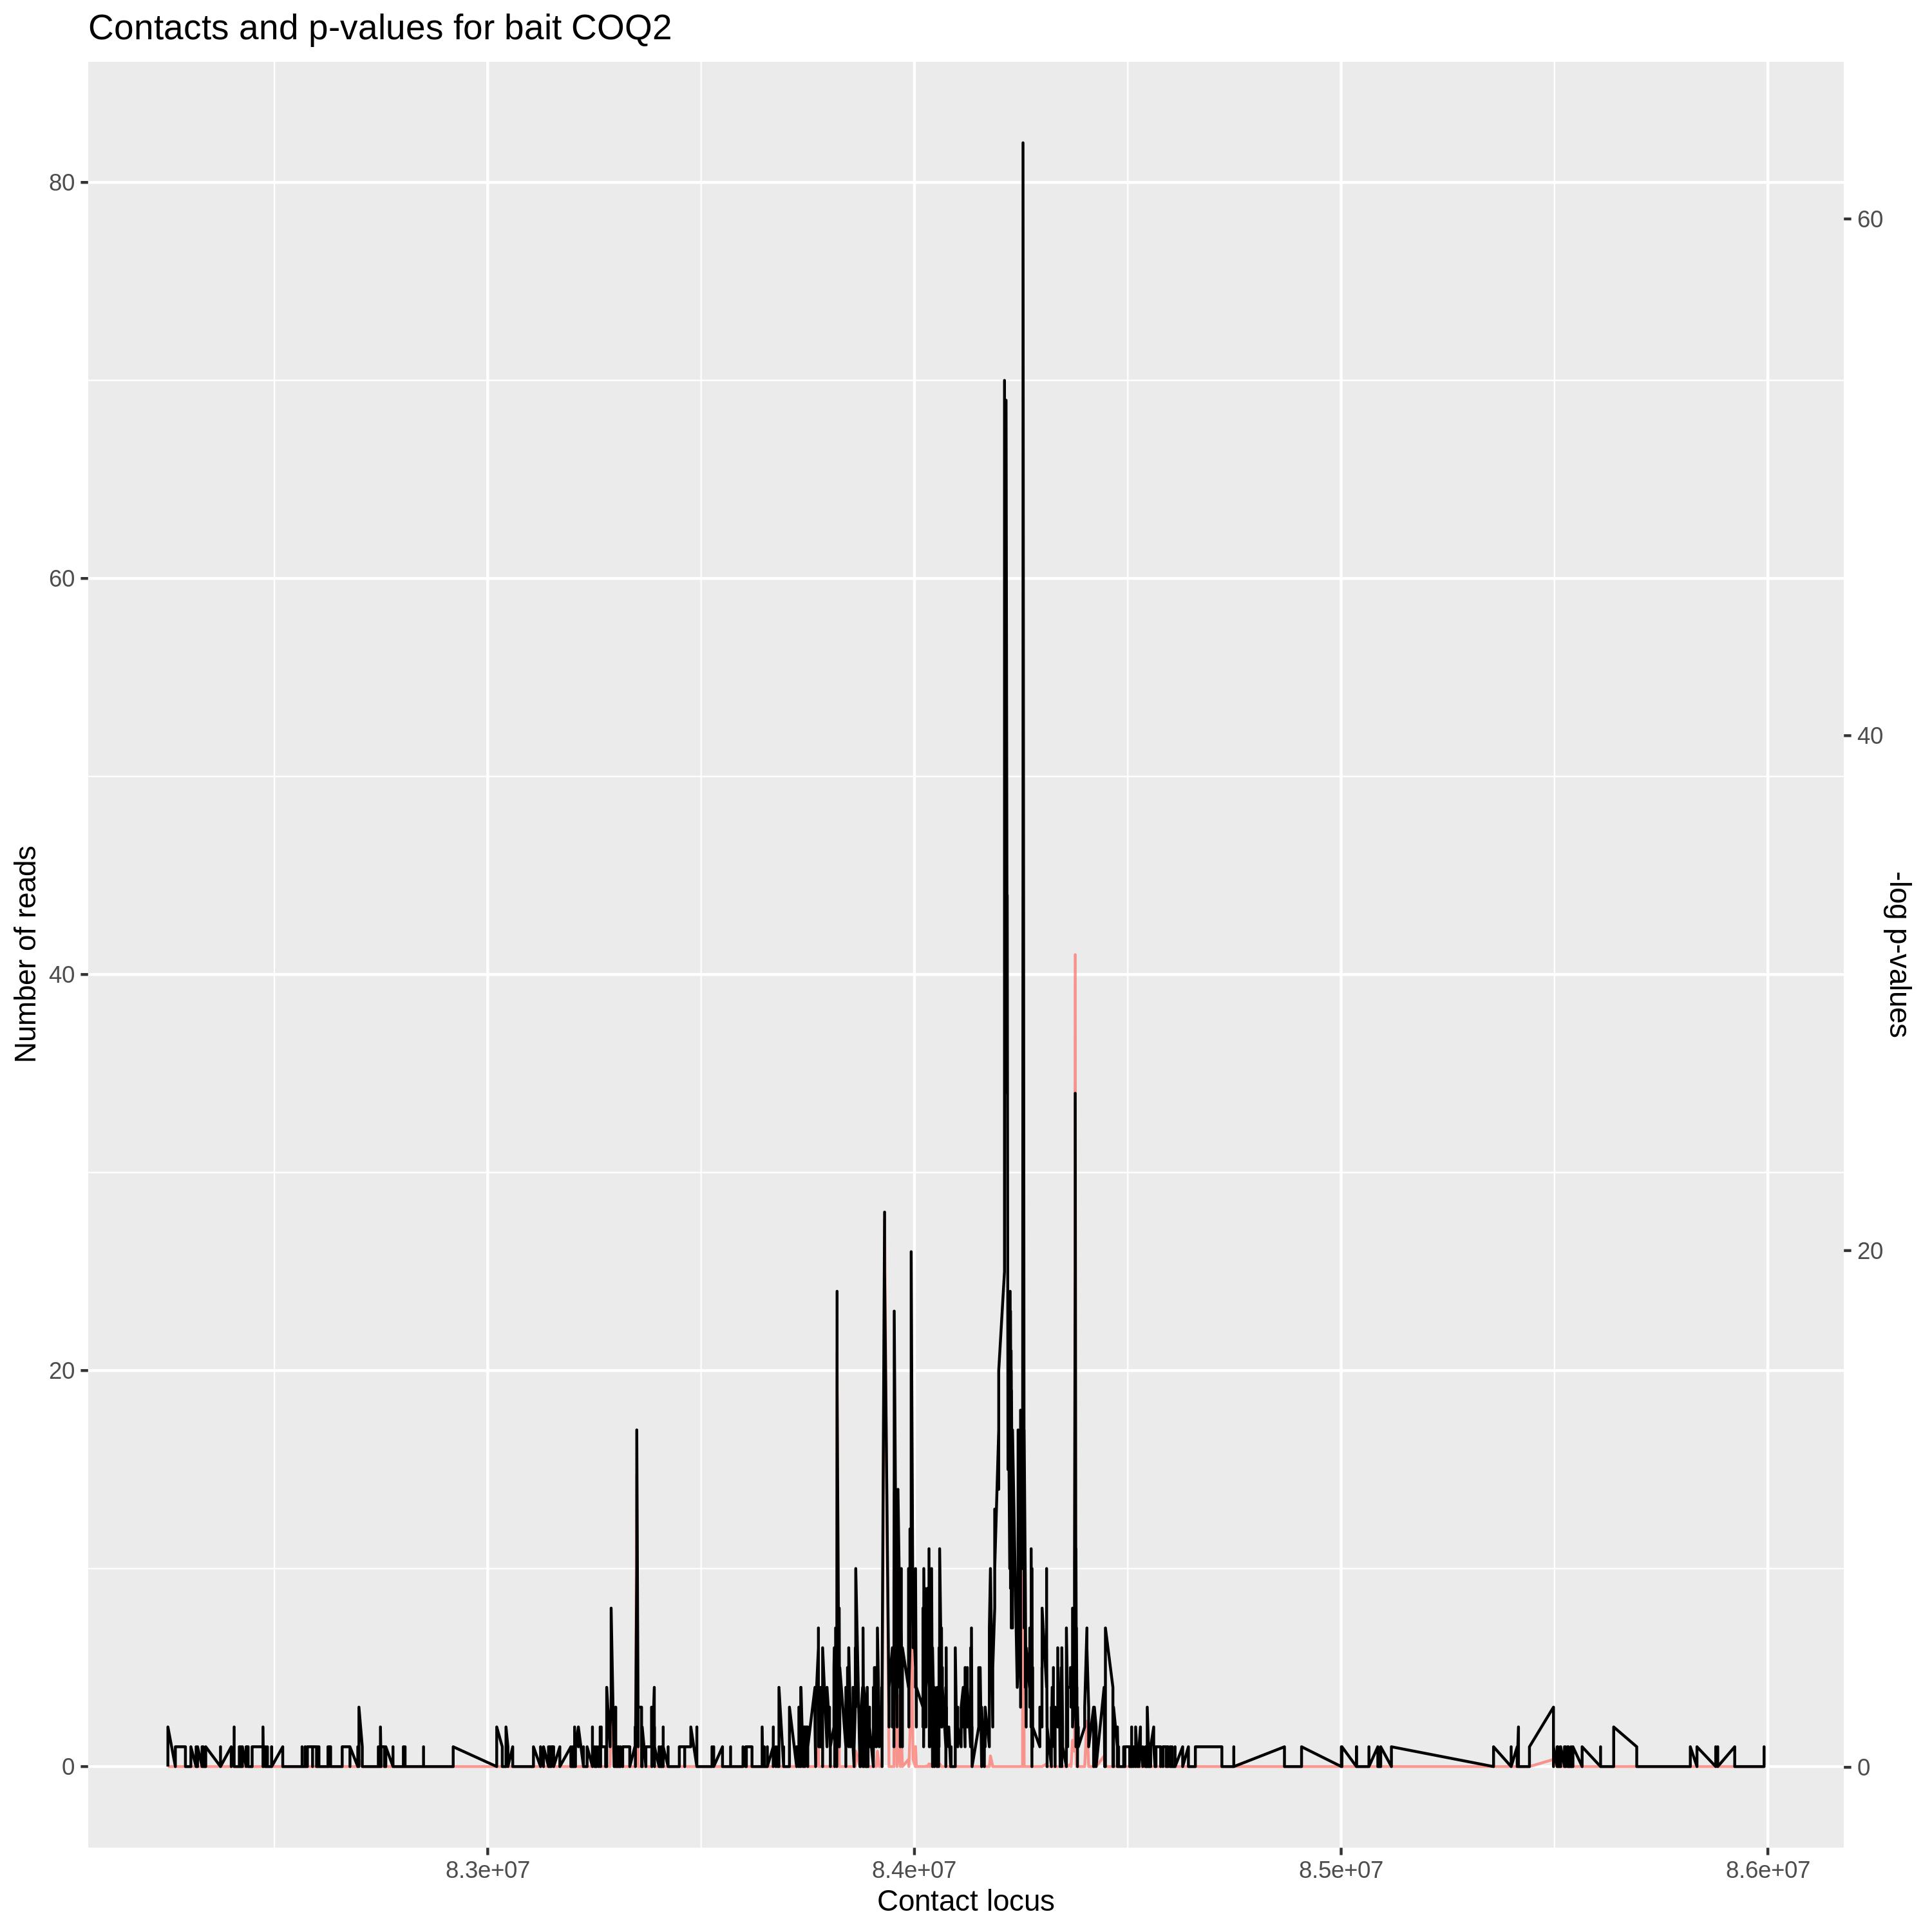 Contacts and p-values for bait COQ2
80
60
40
20
0
Number of reads
60
40
20
0
-log p-values
8.3e+07
8.4e+07
8.5e+07
8.6e+07
Contact locus